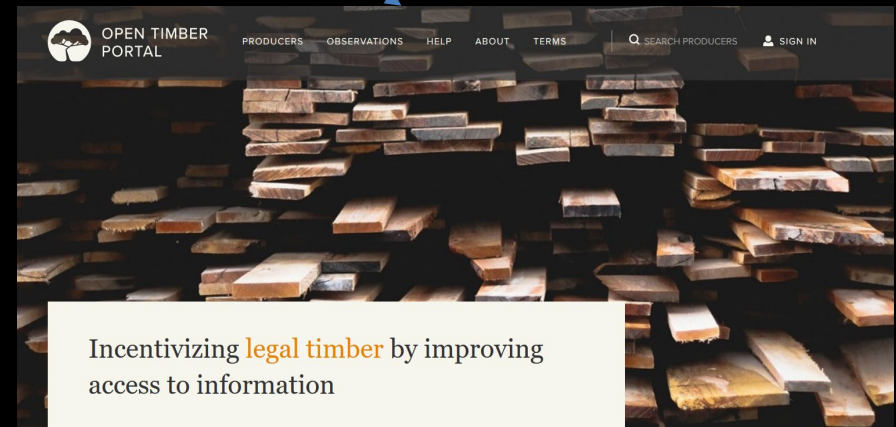 OPEN TIMBER
PORTAL
PRODUCERS OBSERVATIONS HELP ABOUT TERMS SEARCH PRODUCERS SIGN IN
Incentivizing legal timber by improving
access to information